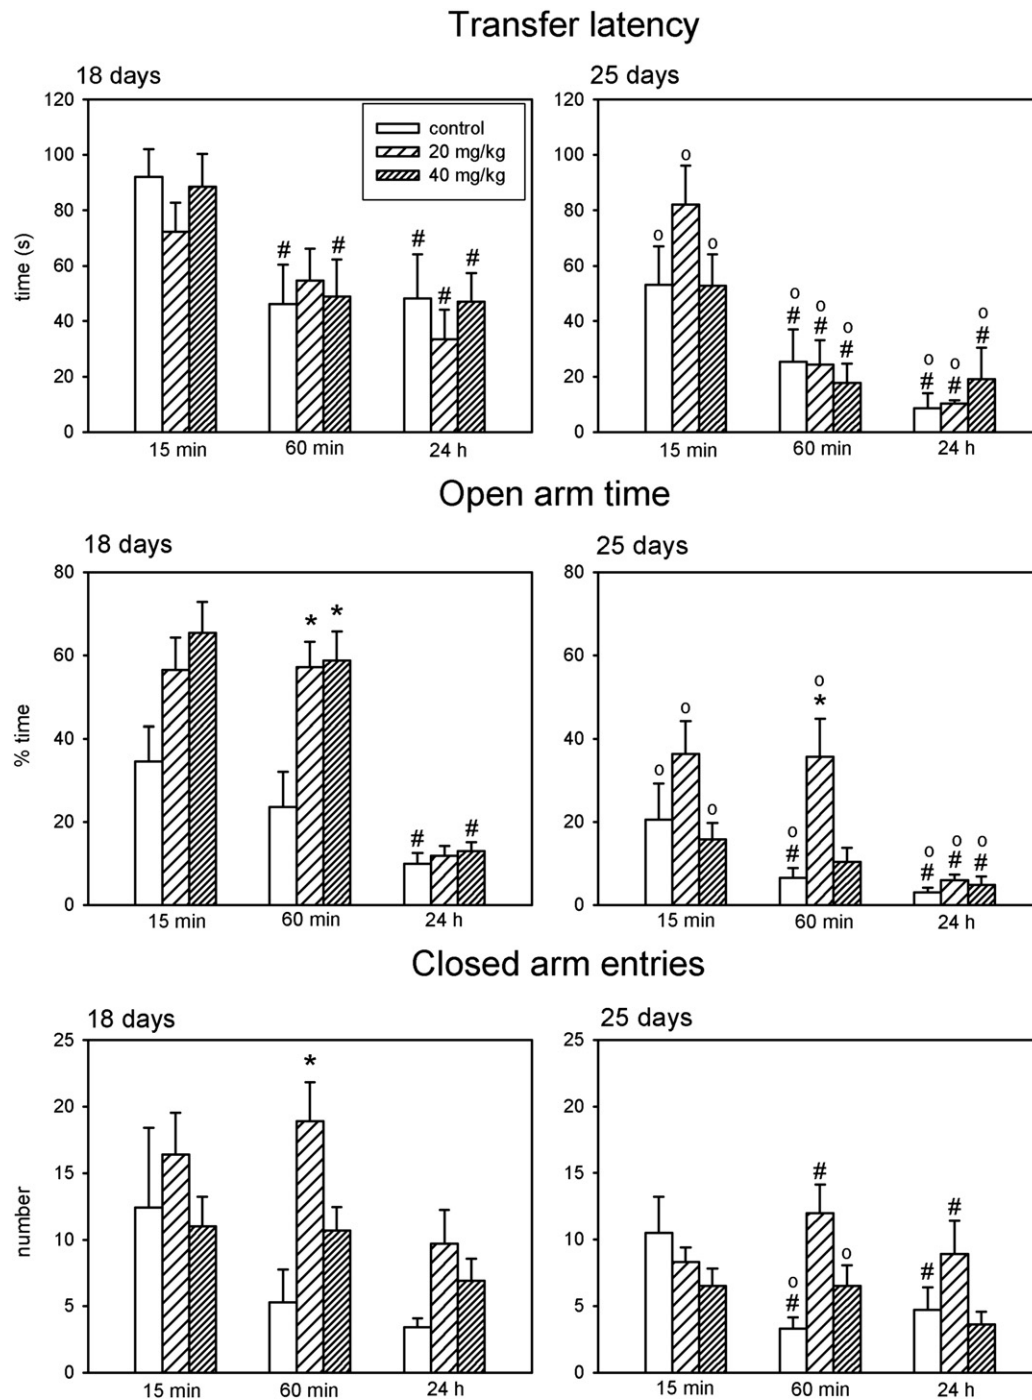 Transfer latency
18 days
25 days
120
100
80
60
40
20
0
time (s)
control
20 mg/kg
40 mg/kg
# # # # #
15 min 60 min 24 h
120
100
80
60
40
20
0
o o o
o o o o o o
# # # # # #
15 min 60 min 24 h
Open arm time
18 days
25 days
80
60
40
20
0
% time
* *
# #
15 min 60 min 24 h
80
60
40
20
0
o o o
o o
# *
o o o
# # #
15 min 60 min 24 h
Closed arm entries
18 days
25 days
25
20
15
10
5
0
number
*
15 min 60 min 24 h
25
20
15
10
5
0
# #
o o
# #
15 min 60 min 24 h